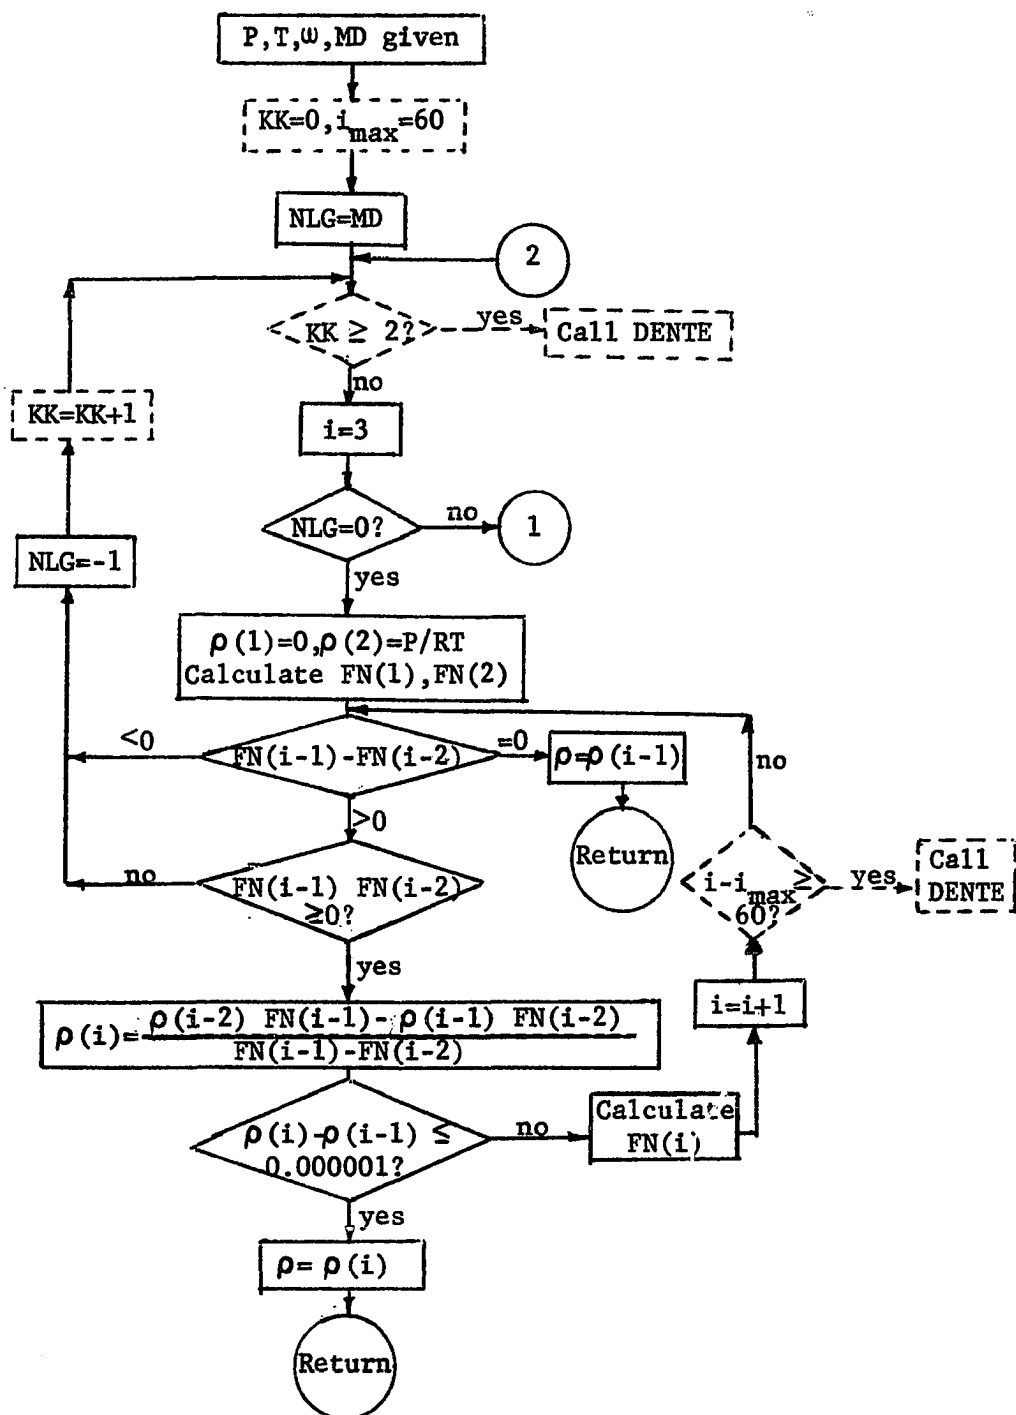 P,T,ω,MD given
KK=0,i_max=60
NLG=MD
2
KK ≥ 2?
yes
Call DENTE
no
KK=KK+1
i=3
NLG=0?
no
1
NLG=-1
yes
ρ(1)=0,ρ(2)=P/RT
Calculate FN(1),FN(2)
<0
FN(i-1)-FN(i-2)
=0
ρ=ρ(i-1)
no
>0
Return
no
FN(i-1) FN(i-2)
≥0?
i-i_max ≥
60?
yes
Call
DENTE
yes
i=i+1
ρ(i)=
ρ(i-2) FN(i-1)-ρ(i-1) FN(i-2)
FN(i-1)-FN(i-2)
ρ(i)-ρ(i-1) ≤
0.000001?
no
Calculate
FN(i)
yes
ρ= ρ(i)
Return